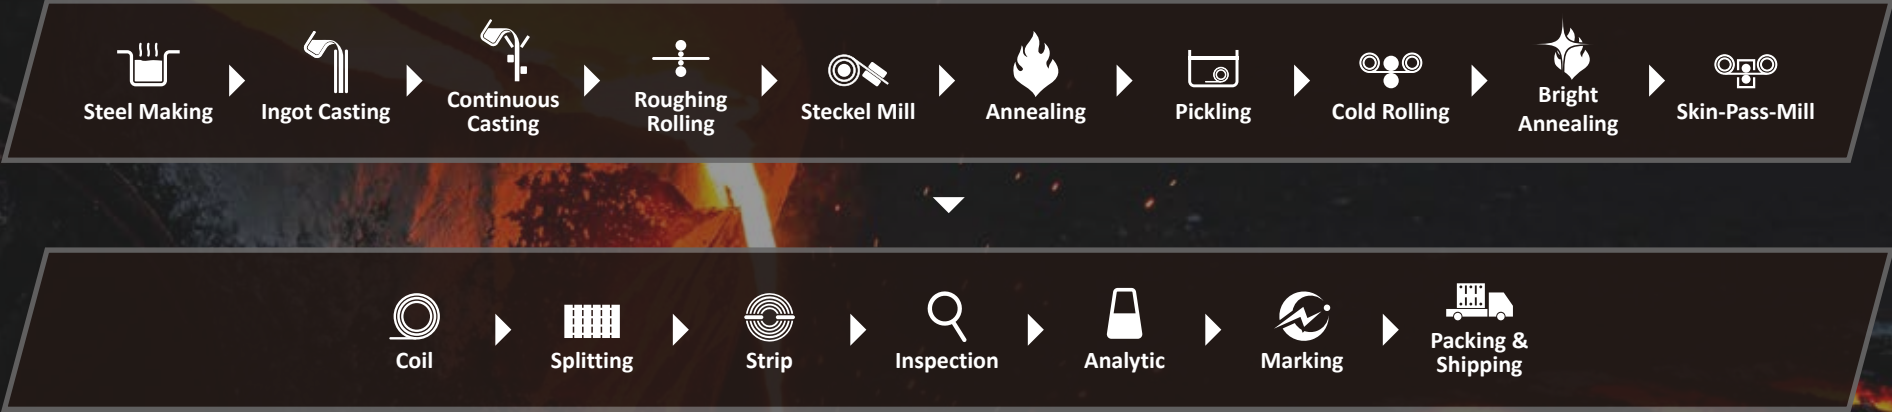 Steel Making
Ingot Casting
Continuous
Casting
Roughing
Rolling
Steckel Mill
Annealing
Pickling
Cold Rolling
Bright
Annealing
Skin-Pass-Mill
Coil
Splitting
Strip
Inspection
Analytic
Marking
Packing &
Shipping